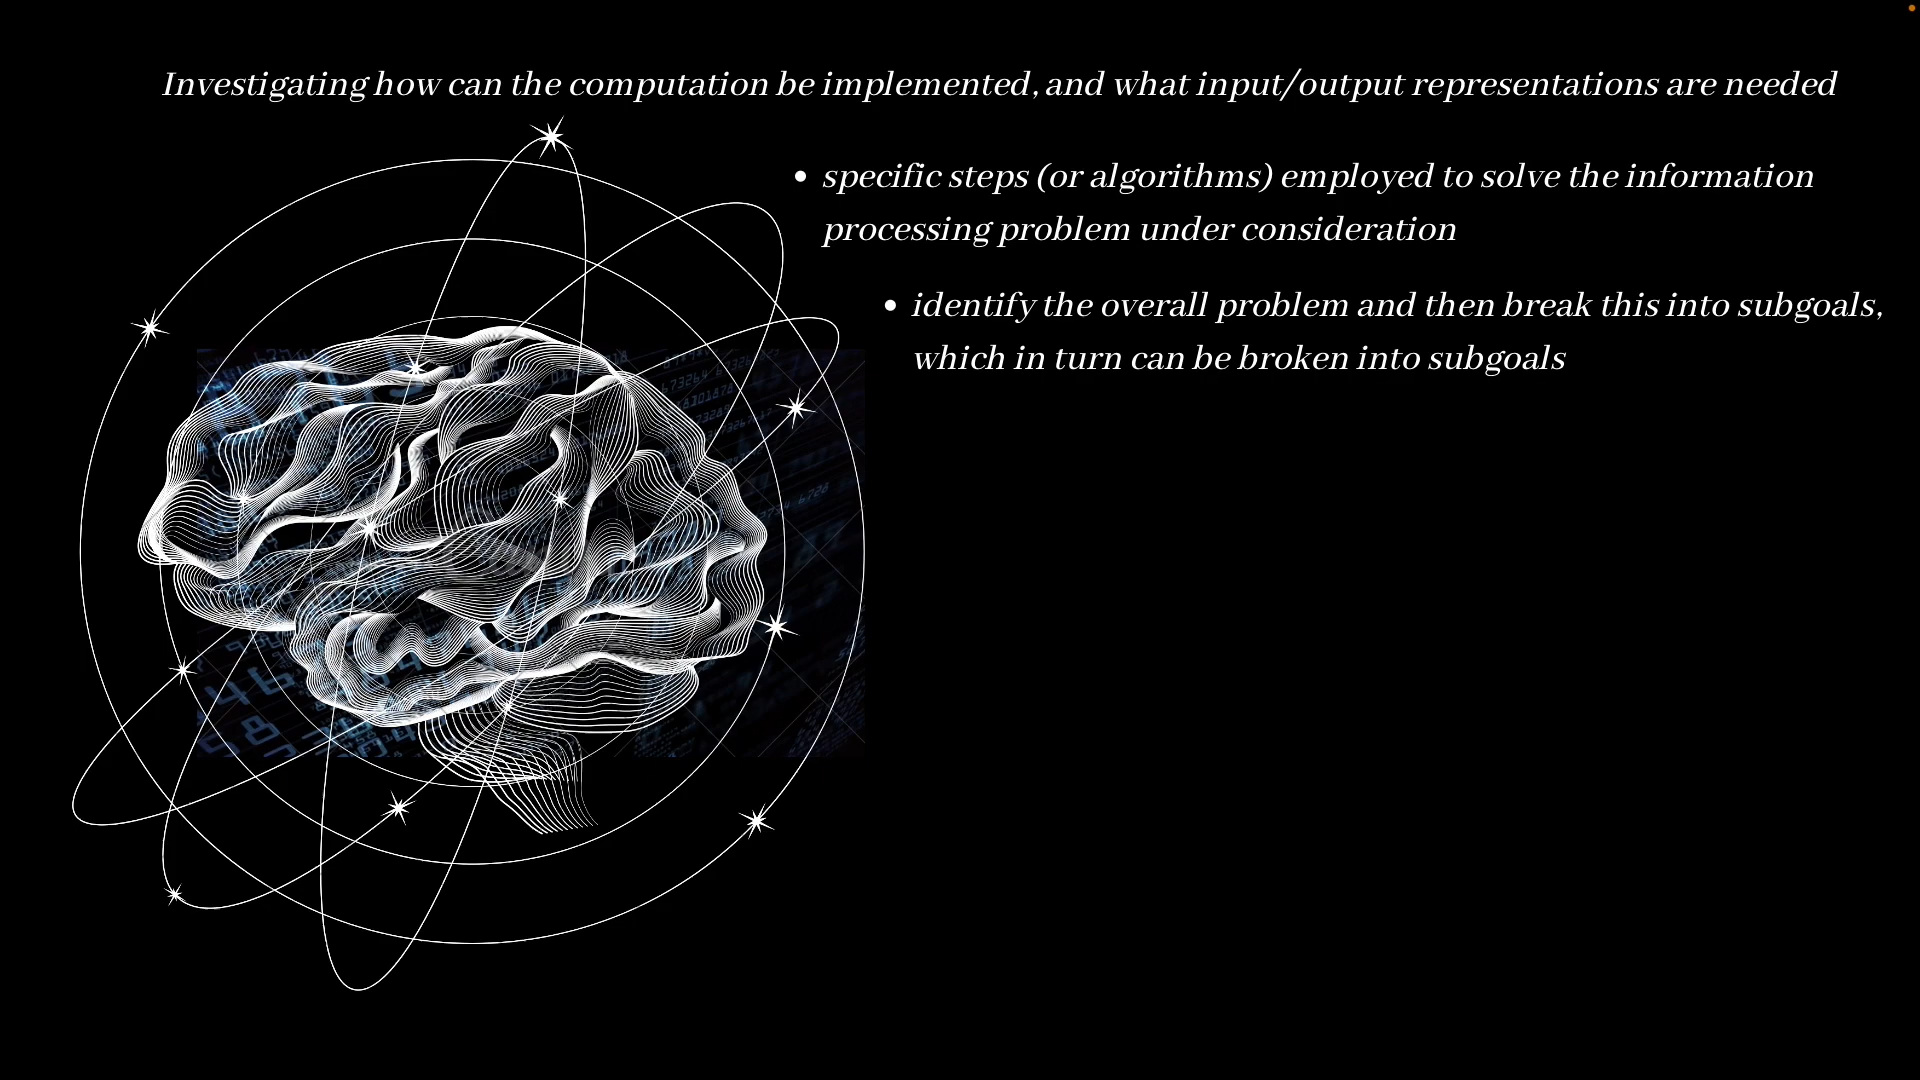 Investigating how can the computation be implemented, and what input/output representations are needed
• specific steps (or algorithms) employed to solve the information
processing problem under consideration
• identify the overall problem and then break this into subgoals,
which in turn can be broken into subgoals